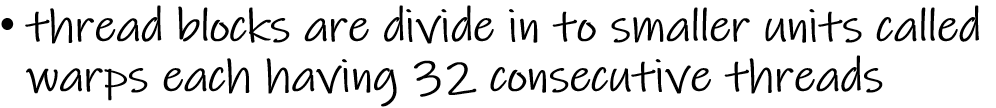 • thread blocks are divide in to smaller units called
warps each having 32 consecutive threads